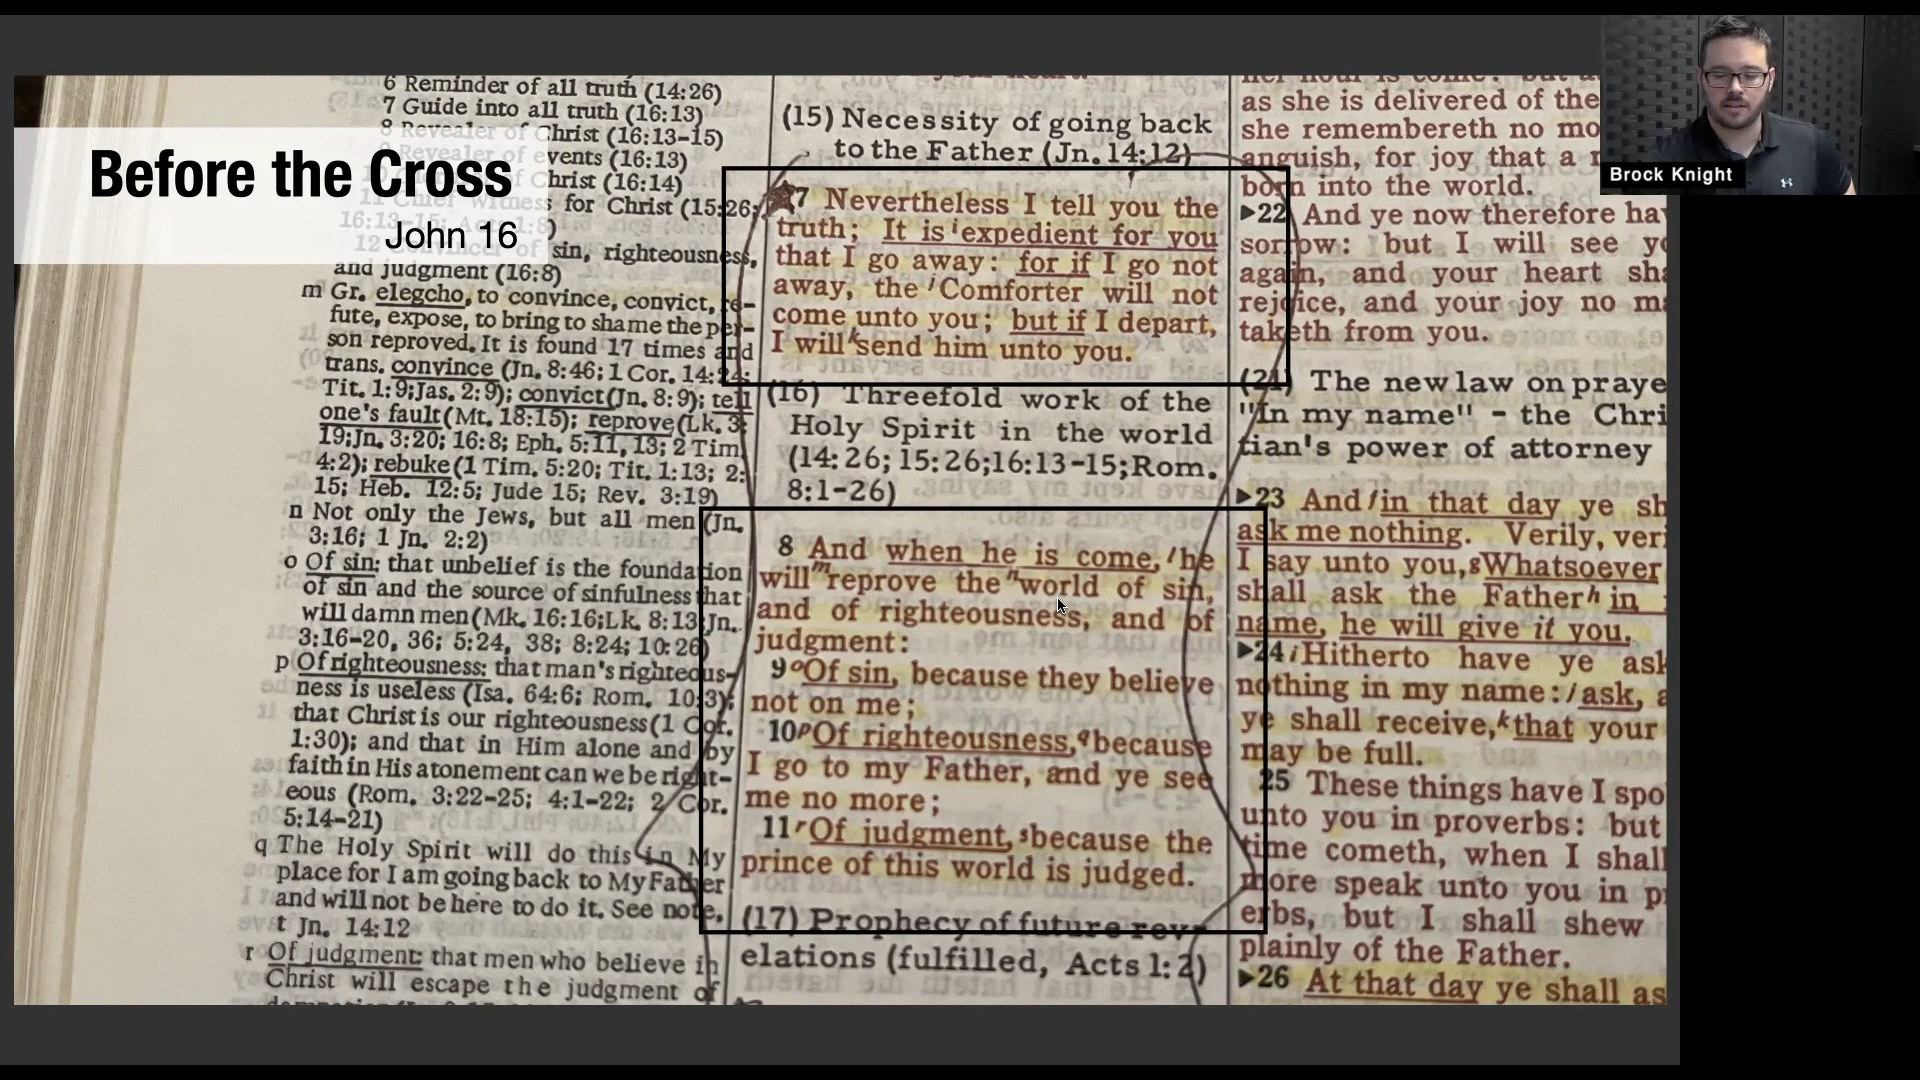 Before the Cross
John 16
6 Reminder of all truth (14:26)
7 Guide into all truth (16:13)
8 Revealer of Christ (16:13-15)
events (16:13)
hrist (16:14)
for Christ (15:26;
16:13-15; Acts 1:8)
sin, righteousness,
and judgment (16:8)
m Gr. elegcho, to convince, convict, re-
fute, expose, to bring to shame the per-
son reproved. It is found 17 times and
trans. convince (Jn. 8:46; 1 Cor. 14:24;
Tit. 1:9; Jas. 2:9); convict (Jn. 8:9); tell
one's fault (Mt. 18:15); reprove (Lk. 3:
19; Jn. 3:20; 16:8; Eph. 5:11, 13; 2 Tim.
4:2); rebuke (1 Tim. 5:20; Tit. 1:13; 2:
15; Heb. 12:5; Jude 15; Rev. 3:19)
n Not only the Jews, but all men (Jn.
3:16; 1 Jn. 2:2)
o Of sin: that unbelief is the foundation
of sin and the source of sinfulness that
will damn men (Mk. 16:16; Lk. 8:13; Jn.
3:16-20, 36; 5:24, 38; 8:24; 10:26)
p Of righteousness: that man's righteous-
ness is useless (Isa. 64:6; Rom. 10:3);
that Christ is our righteousness (1 Cor.
1:30); and that in Him alone and by
faith in His atonement can we be right-
eous (Rom. 3:22-25; 4:1-22; 2 Cor.
5:14-21)
q The Holy Spirit will do this in My
place for I am going back to My Father
and will not be here to do it. See note,
t Jn. 14:12
r Of judgment: that men who believe in
Christ will escape the judgment of
(15) Necessity of going back
to the Father (Jn. 14:12)
7 Nevertheless I tell you the
truth; It is i expedient for you
that I go away: for if I go not
away, the j Comforter will not
come unto you; but if I depart,
I will k send him unto you.
(16) Threefold work of the
Holy Spirit in the world
(14:26; 15:26; 16:13-15; Rom.
8:1-26)
8 And when he is come, l he
will m reprove the n world of sin,
and of righteousness, and of
judgment:
9 o Of sin, because they believe
not on me;
10 p Of righteousness, q because
I go to my Father, and ye see
me no more;
11 r Of judgment, s because the
prince of this world is judged.
(17) Prophecy of future rev-
elations (fulfilled, Acts 1:2)
as she is delivered of the
she remembereth no mo
anguish, for joy that a
born into the world.
▶22 And ye now therefore hav
sorrow: but I will see yo
again, and your heart sha
rejoice, and your joy no ma
taketh from you.
(21) The new law on praye
"In my name" - the Chri
tian's power of attorney
▶23 And f in that day ye sh
ask me nothing. Verily, veri
I say unto you, g Whatsoever
shall ask the Father h in
name, he will give it you.
▶24 i Hitherto have ye ask
nothing in my name: j ask, a
ye shall receive, k that your
may be full.
25 These things have I spo
unto you in proverbs: but
time cometh, when I shall
more speak unto you in p
erbs, but I shall shew
plainly of the Father.
▶26 At that day ye shall as
Brock Knight